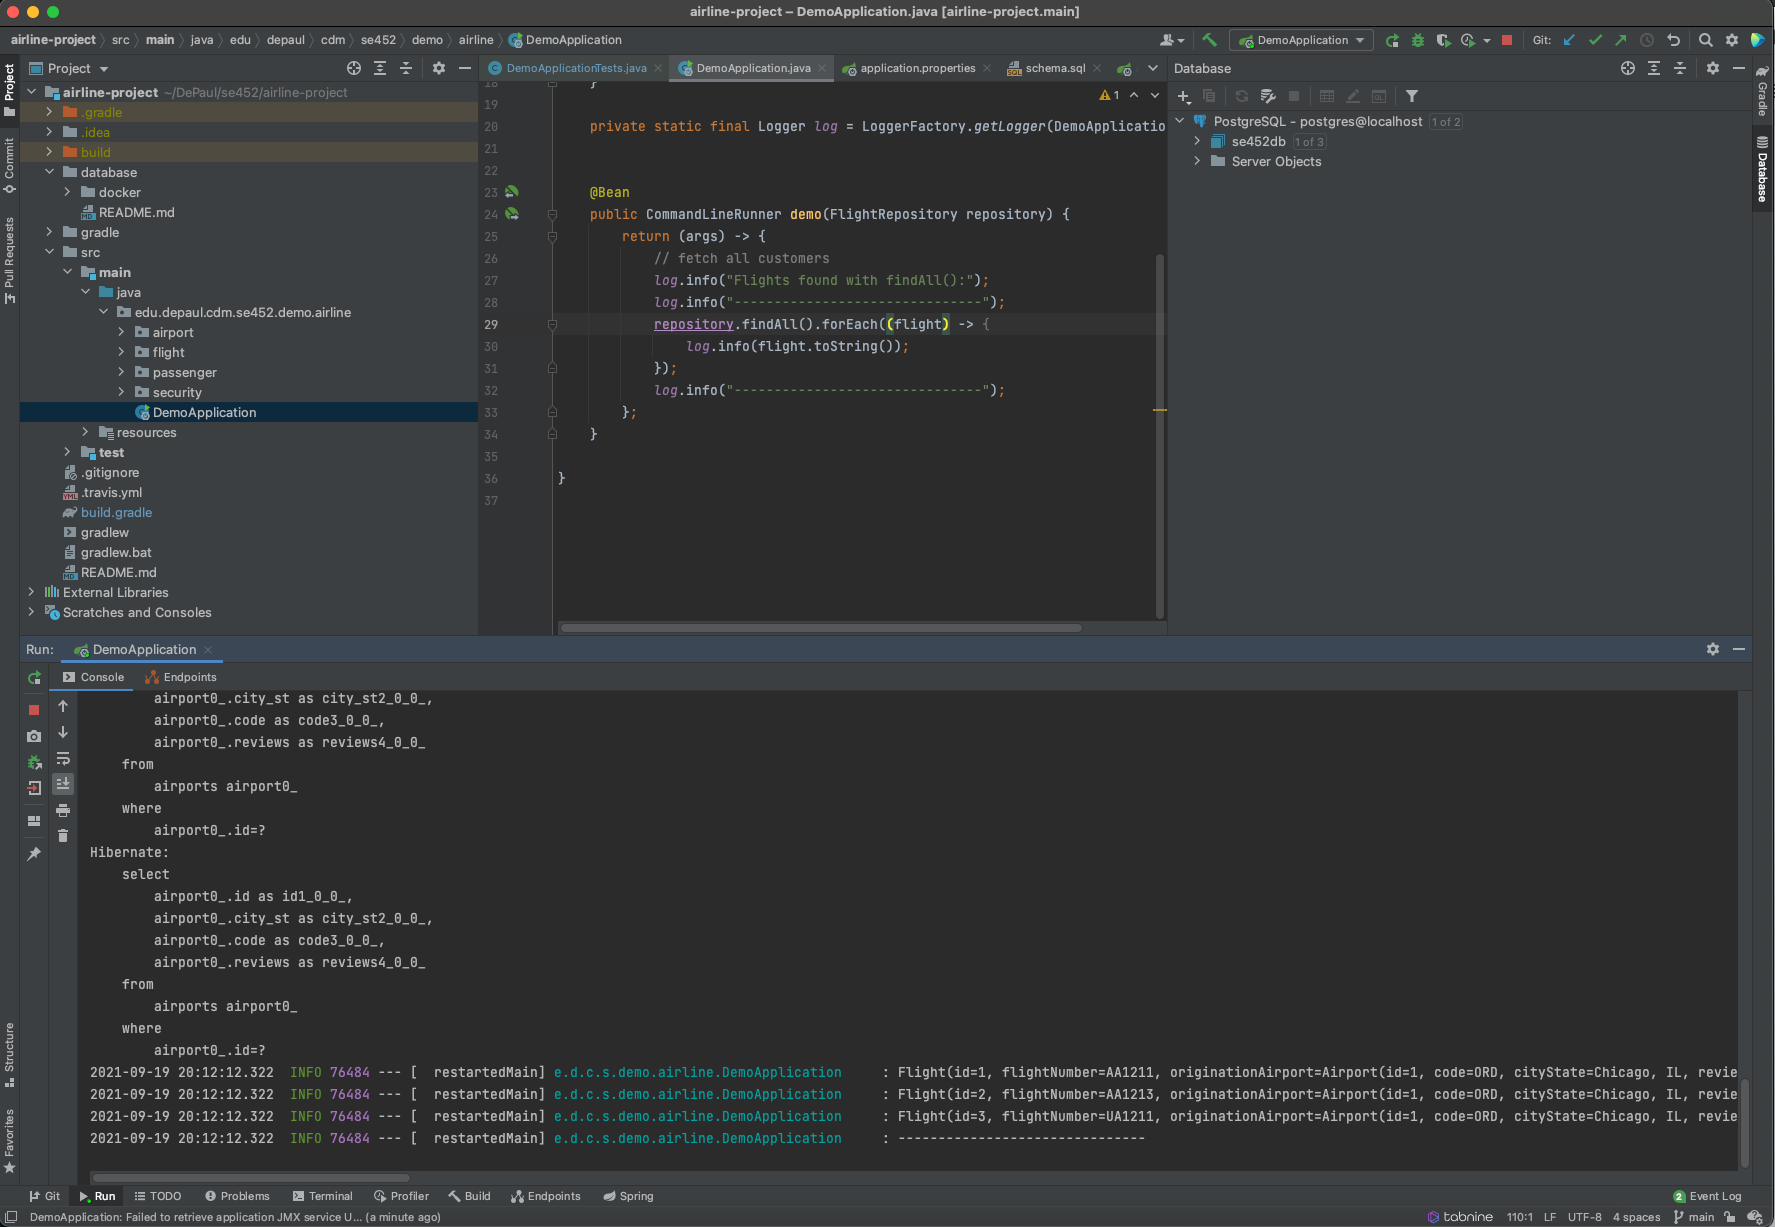 airline-project – DemoApplication.java [airline-project.main]
airline-project src main java edu depaul cdm se452 demo airline DemoApplication
DemoApplication
Git:
Project
DemoApplicationTests.java
DemoApplication.java
application.properties
schema.sql
Database
airline-project ~/DePaul/se452/airline-project
.gradle
.idea
build
database
docker
README.md
gradle
src
main
java
edu.depaul.cdm.se452.demo.airline
airport
flight
passenger
security
DemoApplication
resources
test
.gitignore
.travis.yml
build.gradle
gradlew
gradlew.bat
README.md
External Libraries
Scratches and Consoles
1
18 }
19
20 private static final Logger log = LoggerFactory.getLogger(DemoApplicatio
21
22
23 @Bean
24 public CommandLineRunner demo(FlightRepository repository) {
25 return (args) -> {
26 // fetch all customers
27 log.info("Flights found with findAll():");
28 log.info("-------------------------------");
29 repository.findAll().forEach((flight) -> {
30 log.info(flight.toString());
31 });
32 log.info("-------------------------------");
33 };
34 }
35
36 }
37
PostgreSQL - postgres@localhost 1 of 2
se452db 1 of 3
Server Objects
Project
Commit
Pull Requests
Structure
Favorites
Gradle
Database
Run: DemoApplication
Console Endpoints
airport0_.city_st as city_st2_0_0_,
airport0_.code as code3_0_0_,
airport0_.reviews as reviews4_0_0_
from
airports airport0_
where
airport0_.id=?
Hibernate:
select
airport0_.id as id1_0_0_,
airport0_.city_st as city_st2_0_0_,
airport0_.code as code3_0_0_,
airport0_.reviews as reviews4_0_0_
from
airports airport0_
where
airport0_.id=?
2021-09-19 20:12:12.322 INFO 76484 --- [ restartedMain] e.d.c.s.demo.airline.DemoApplication : Flight(id=1, flightNumber=AA1211, originationAirport=Airport(id=1, code=ORD, cityState=Chicago, IL, revie
2021-09-19 20:12:12.322 INFO 76484 --- [ restartedMain] e.d.c.s.demo.airline.DemoApplication : Flight(id=2, flightNumber=AA1213, originationAirport=Airport(id=1, code=ORD, cityState=Chicago, IL, revie
2021-09-19 20:12:12.322 INFO 76484 --- [ restartedMain] e.d.c.s.demo.airline.DemoApplication : Flight(id=3, flightNumber=UA1211, originationAirport=Airport(id=1, code=ORD, cityState=Chicago, IL, revie
2021-09-19 20:12:12.322 INFO 76484 --- [ restartedMain] e.d.c.s.demo.airline.DemoApplication : -------------------------------
Git Run TODO Problems Terminal Profiler Build Endpoints Spring 2 Event Log
DemoApplication: Failed to retrieve application JMX service U... (a minute ago) tabnine 110:1 LF UTF-8 4 spaces main